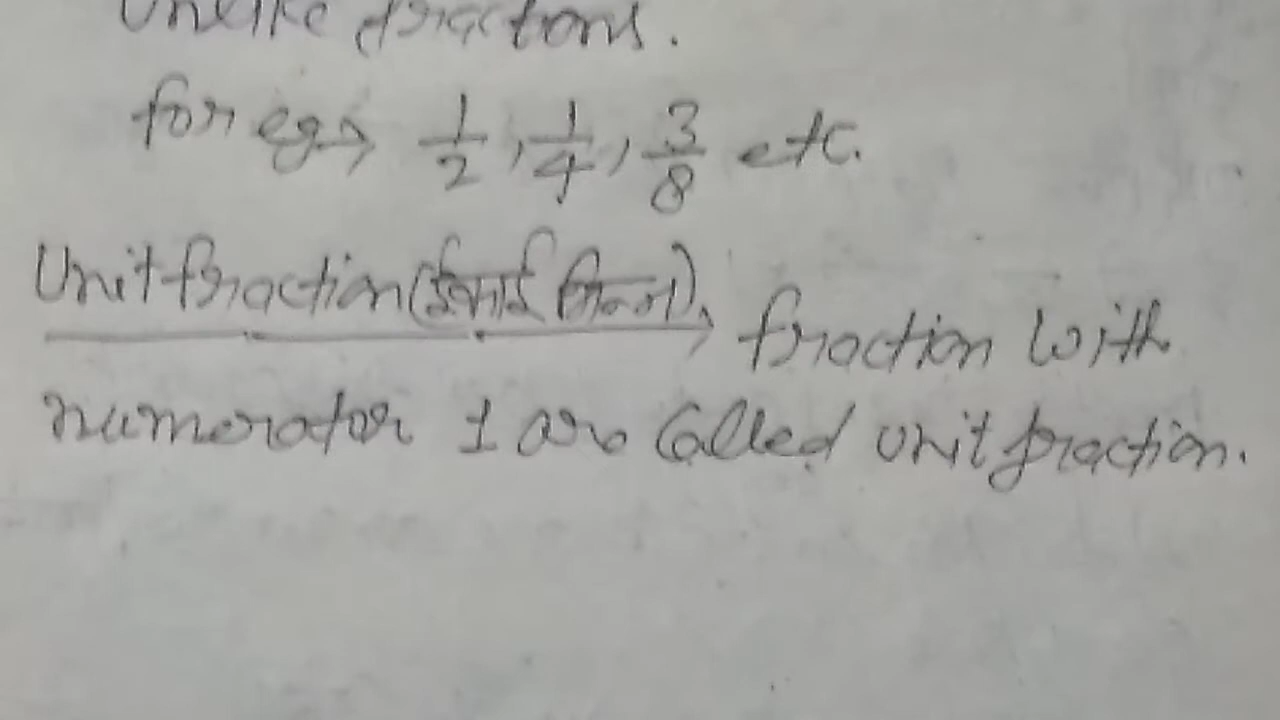 Unlike fractions.
for eg→ 1/2, 1/4, 3/8 etc.
Unit fraction (इकाई भिन्न)→ fraction with
numerator 1 are called unit fraction.